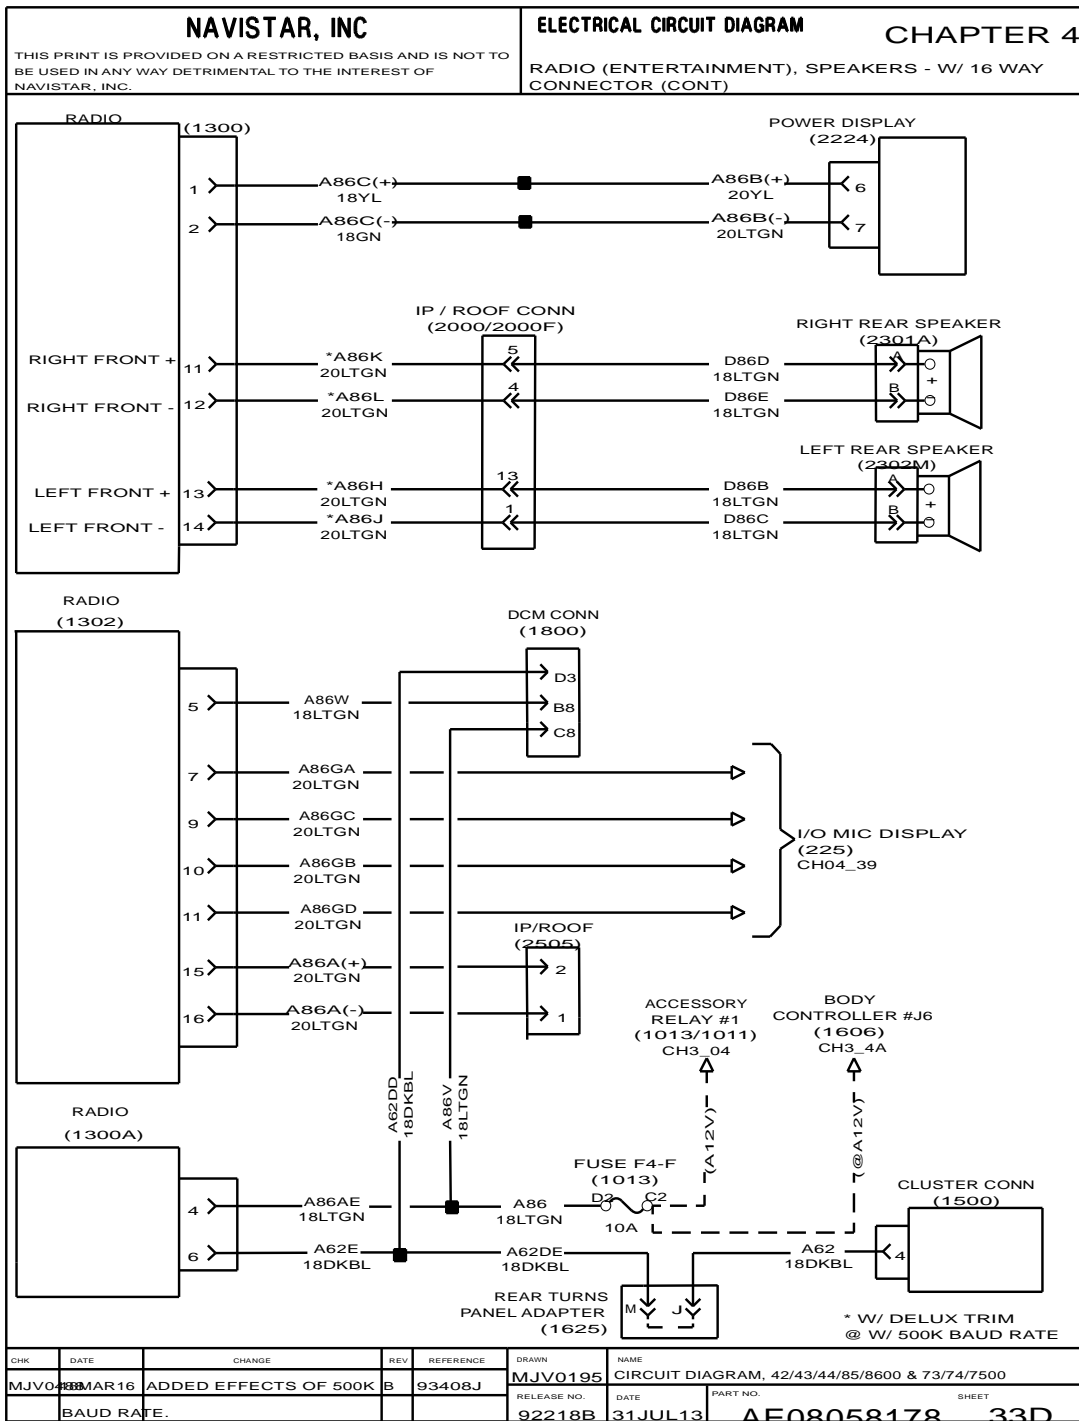 NAVISTAR, INC
THIS PRINT IS PROVIDED ON A RESTRICTED BASIS AND IS NOT TO
BE USED IN ANY WAY DETRIMENTAL TO THE INTEREST OF
NAVISTAR, INC.
ELECTRICAL CIRCUIT DIAGRAM
CHAPTER 4
RADIO (ENTERTAINMENT), SPEAKERS - W/ 16 WAY
CONNECTOR (CONT)
RADIO
(1300)
POWER DISPLAY
(2224)
1
A86C(+)
18YL
A86B(+)
20YL
6
2
A86C(-)
18GN
A86B(-)
20LTGN
7
IP / ROOF CONN
(2000/2000F)
RIGHT REAR SPEAKER
(2301A)
RIGHT FRONT +
11
*A86K
20LTGN
5
D86D
18LTGN
A
+
RIGHT FRONT -
12
*A86L
20LTGN
4
D86E
18LTGN
B
LEFT REAR SPEAKER
(2302M)
LEFT FRONT +
13
*A86H
20LTGN
13
D86B
18LTGN
A
+
LEFT FRONT -
14
*A86J
20LTGN
1
D86C
18LTGN
B
RADIO
(1302)
DCM CONN
(1800)
D3
5
A86W
18LTGN
B8
C8
7
A86GA
20LTGN
9
A86GC
20LTGN
I/O MIC DISPLAY
(225)
CH04_39
10
A86GB
20LTGN
11
A86GD
20LTGN
IP/ROOF
(2505)
15
A86A(+)
20LTGN
2
16
A86A(-)
20LTGN
1
ACCESSORY
RELAY #1
(1013/1011)
CH3_04
BODY
CONTROLLER #J6
(1606)
CH3_4A
A62DD
18DKBL
A86V
18LTGN
(A12V)
(@A12V)
RADIO
(1300A)
FUSE F4-F
(1013)
D2
C2
10A
CLUSTER CONN
(1500)
4
A86AE
18LTGN
A86
18LTGN
6
A62E
18DKBL
A62DE
18DKBL
A62
18DKBL
4
REAR TURNS
PANEL ADAPTER
(1625)
M
J
* W/ DELUX TRIM
@ W/ 500K BAUD RATE
CHK
DATE
CHANGE
REV
REFERENCE
DRAWN
NAME
MAR16
ADDED EFFECTS OF 500K
B
93408J
MJV0195
CIRCUIT DIAGRAM, 42/43/44/85/8600 & 73/74/7500
BAUD RATE.
RELEASE NO.
DATE
PART NO.
SHEET
92218B
31JUL13
AE08058178
33D